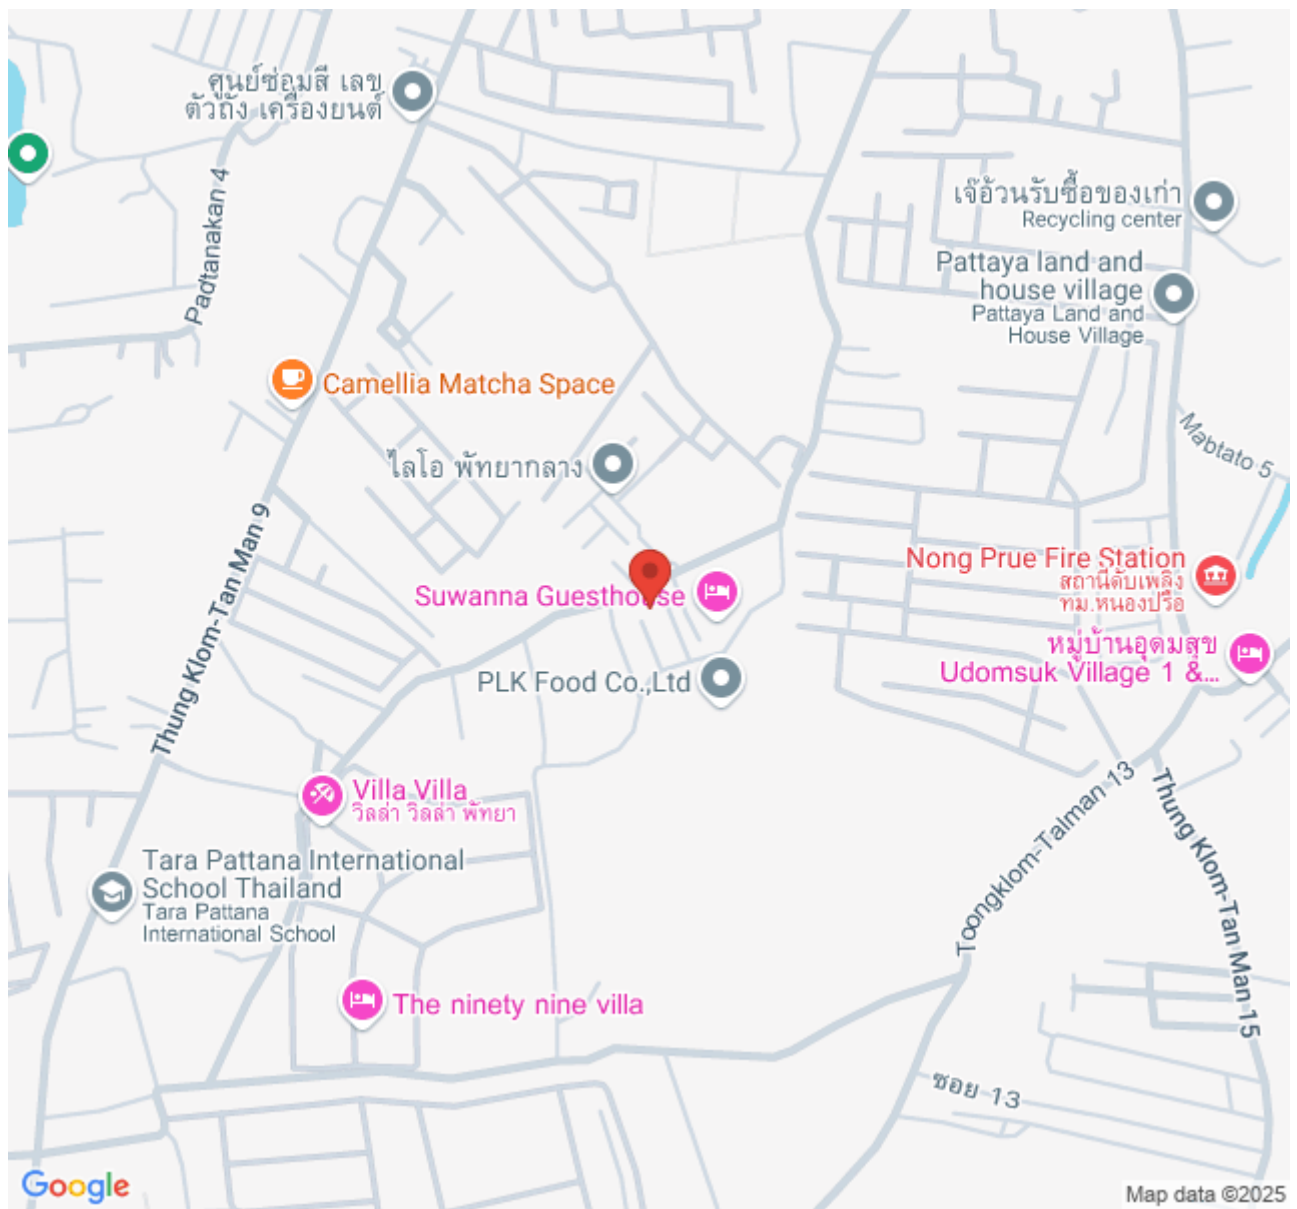 ศูนย์ซ่อมสี เลข
ตัวถัง เครื่องยนต์
Padtanakan 4
เจ๊อ้วนรับซื้อของเก่า
Recycling center
Pattaya land and
house village
Pattaya Land and
House Village
Camellia Matcha Space
Mabtato 5
ไลโอ พัทยากลาง
Thung Klom-Tan Man 9
Nong Prue Fire Station
สถานีดับเพลิง
ทม.หนองปรือ
Suwanna Guesthouse
หมู่บ้านอุดมสุข
Udomsuk Village 1 &...
PLK Food Co.,Ltd
Villa Villa
วิลล่า วิลล่า พัทยา
Toongklom-Talman 13
Thung Klom-Tan Man 15
Tara Pattana International
School Thailand
Tara Pattana
International School
The ninety nine villa
ซอย 13
Google
Map data ©2025